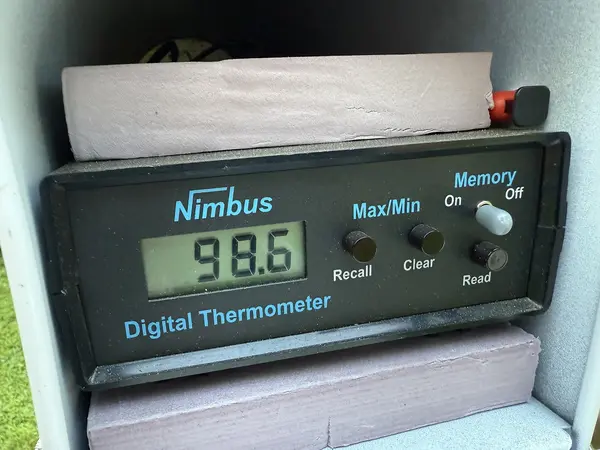 Nimbus
98.6
Digital Thermometer
Max/Min
Recall
Clear
Memory
On
Off
Read